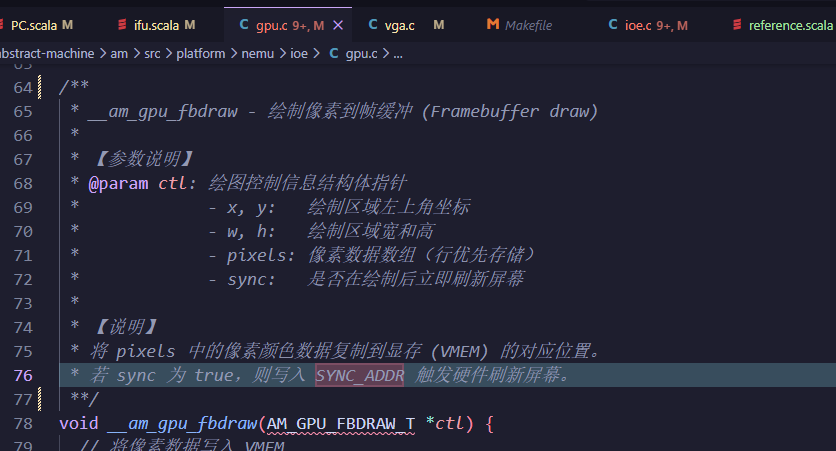 PC.scala M ifu.scala M gpu.c 9+, M vga.c M Makefile ioe.c 9+, M reference.scala
abstract-machine > am > src > platform > nemu > ioe > C gpu.c > ...
64 /**
65 * __am_gpu_fbdraw - 绘制像素到帧缓冲 (Framebuffer draw)
66 *
67 * 【参数说明】
68 * @param ctl: 绘图控制信息结构体指针
69 * - x, y: 绘制区域左上角坐标
70 * - w, h: 绘制区域宽和高
71 * - pixels: 像素数据数组（行优先存储）
72 * - sync: 是否在绘制后立即刷新屏幕
73 *
74 * 【说明】
75 * 将 pixels 中的像素颜色数据复制到显存 (VMEM) 的对应位置。
76 * 若 sync 为 true，则写入 SYNC_ADDR 触发硬件刷新屏幕。
77 **/
78 void __am_gpu_fbdraw(AM_GPU_FBDRAW_T *ctl) {
79 // 将像素数据写入 VMEM